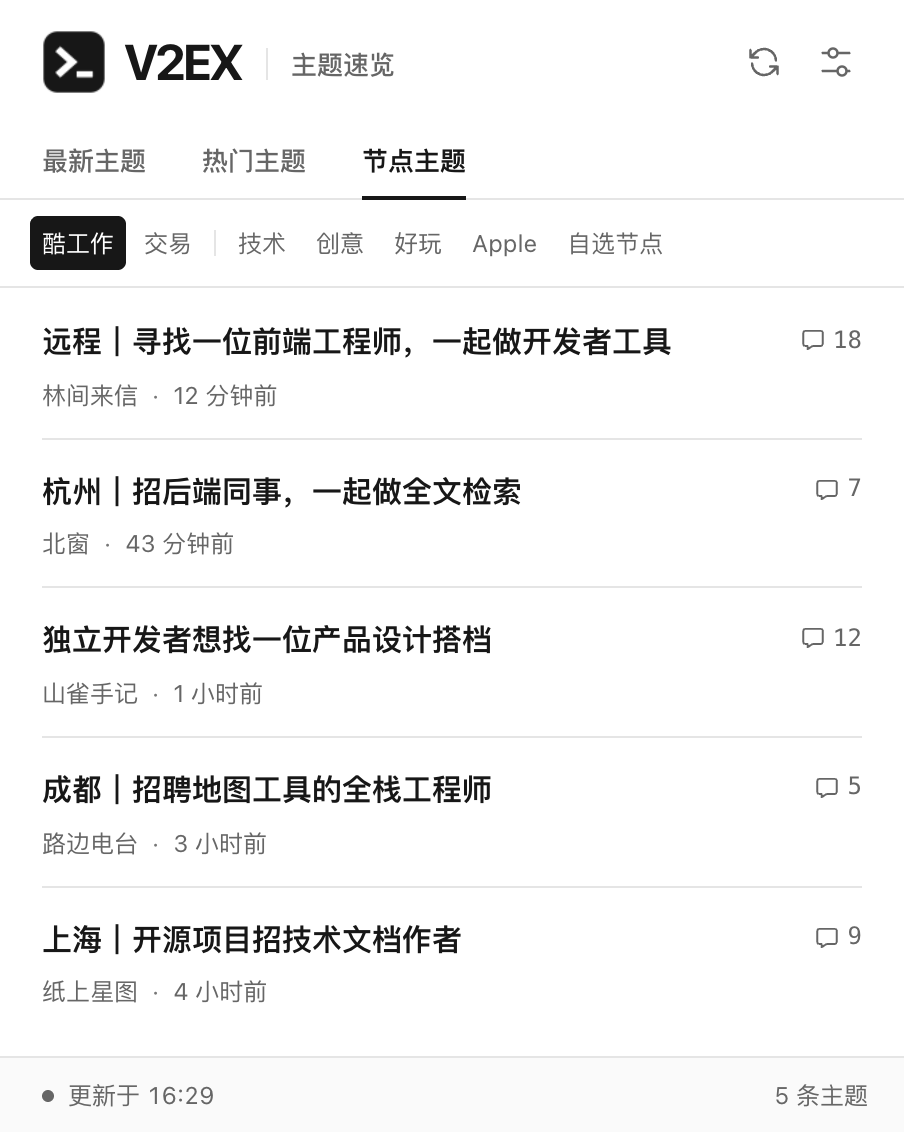 V2EX 主题速览
最新主题 热门主题 节点主题
酷工作 交易 技术 创意 好玩 Apple 自选节点
远程｜寻找一位前端工程师，一起做开发者工具 18
林间来信 · 12 分钟前
杭州｜招后端同事，一起做全文检索 7
北窗 · 43 分钟前
独立开发者想找一位产品设计搭档 12
山雀手记 · 1 小时前
成都｜招聘地图工具的全栈工程师 5
路边电台 · 3 小时前
上海｜开源项目招技术文档作者 9
纸上星图 · 4 小时前
更新于 16:29 5 条主题